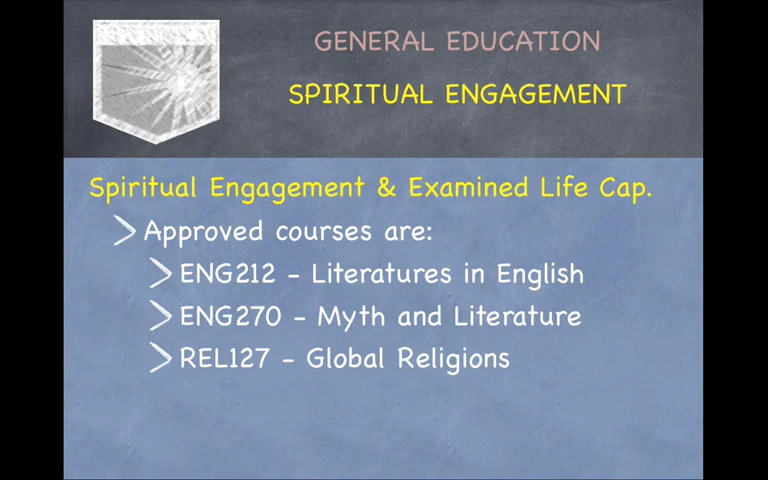 GENERAL EDUCATION
SPIRITUAL ENGAGEMENT
Spiritual Engagement & Examined Life Cap.
Approved courses are:
ENG212 - Literatures in English
ENG270 - Myth and Literature
REL127 - Global Religions